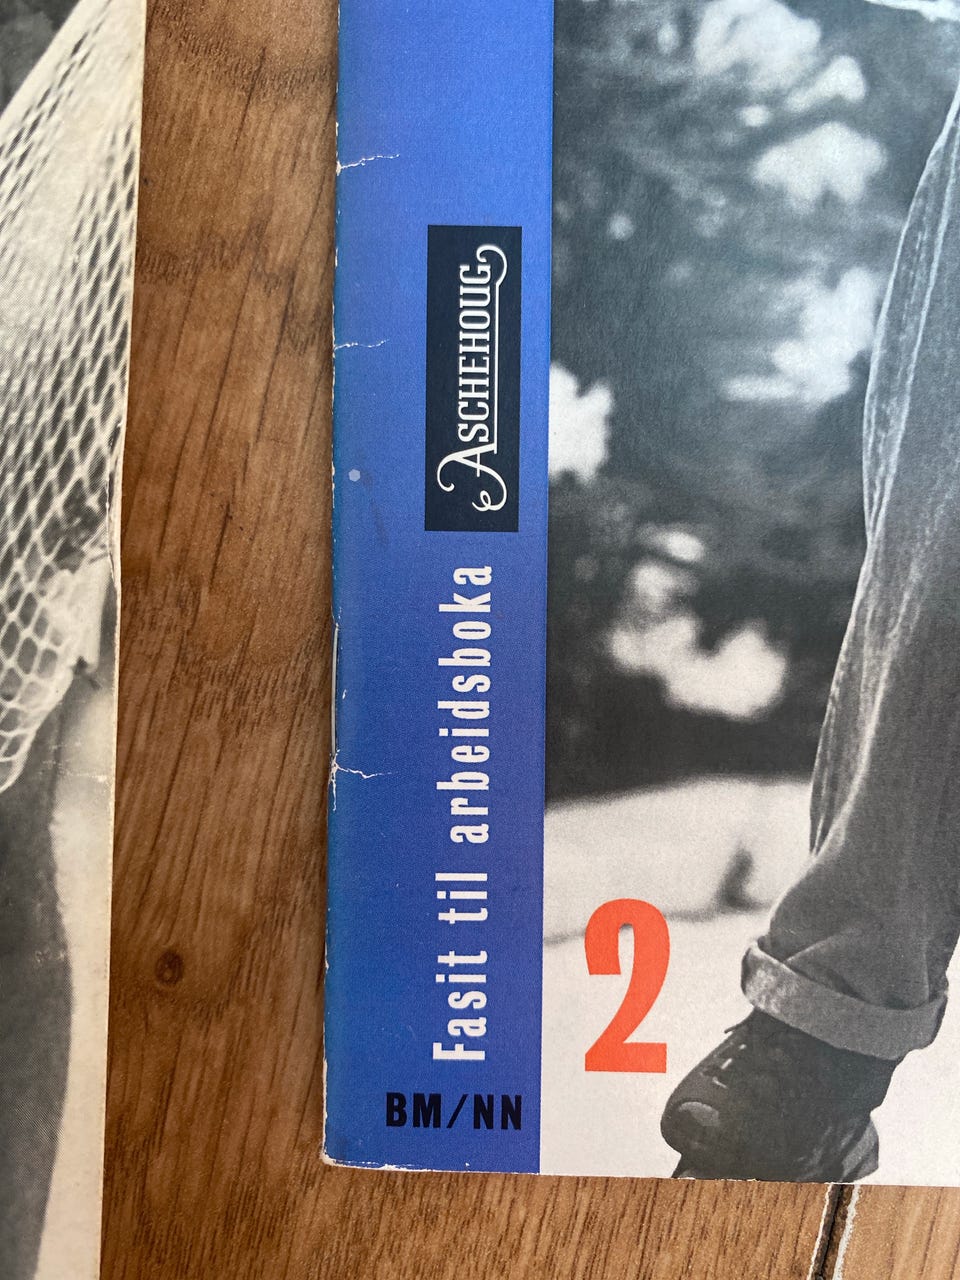 ASCHEHOUG
Fasit til arbeidsboka
2
BM/NN